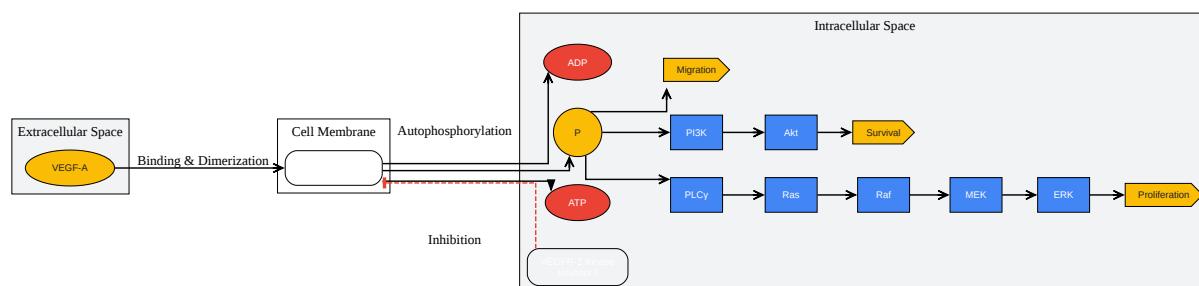 Intracellular Space
ADP
Migration
Extracellular Space
Cell Membrane
Autophosphorylation
P
PI3K
Akt
Survival
VEGF-A
Binding & Dimerization
PLCγ
Ras
Raf
MEK
ERK
Proliferation
ATP
Inhibition